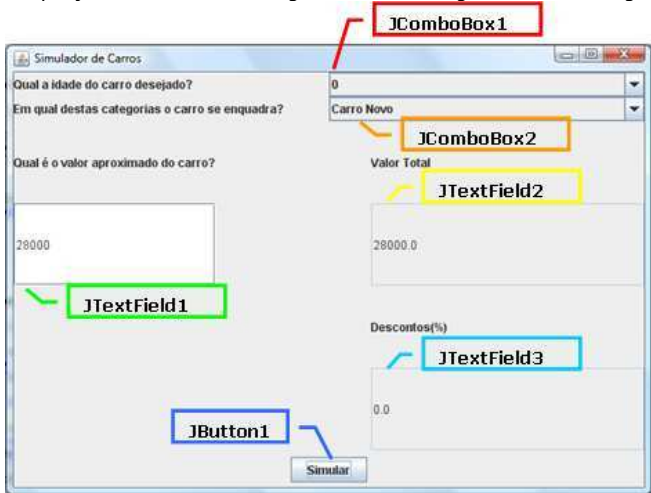 JComboBox1
Simulador de Carros
Qual a idade do carro desejado?
0
Em qual destas categorias o carro se enquadra?
Carro Novo
JComboBox2
Qual é o valor aproximado do carro?
Valor Total
JTextField2
28000
28000.0
JTextField1
Descontos(%)
JTextField3
0.0
JButton1
Simular